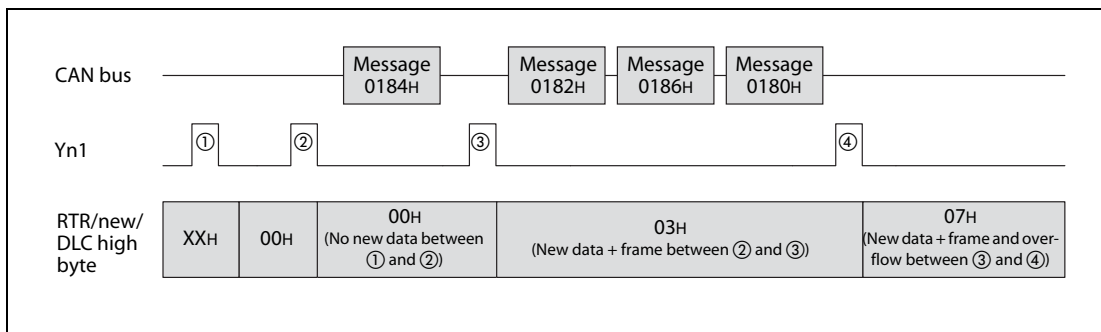 CAN bus
Message
0184H
Message
0182H
Message
0186H
Message
0180H
Yn1
①
②
③
④
RTR/new/
DLC high
byte
XXH
00H
00H
(No new data between
① and ②)
03H
(New data + frame between ② and ③)
07H
(New data + frame and over-
flow between ③ and ④)